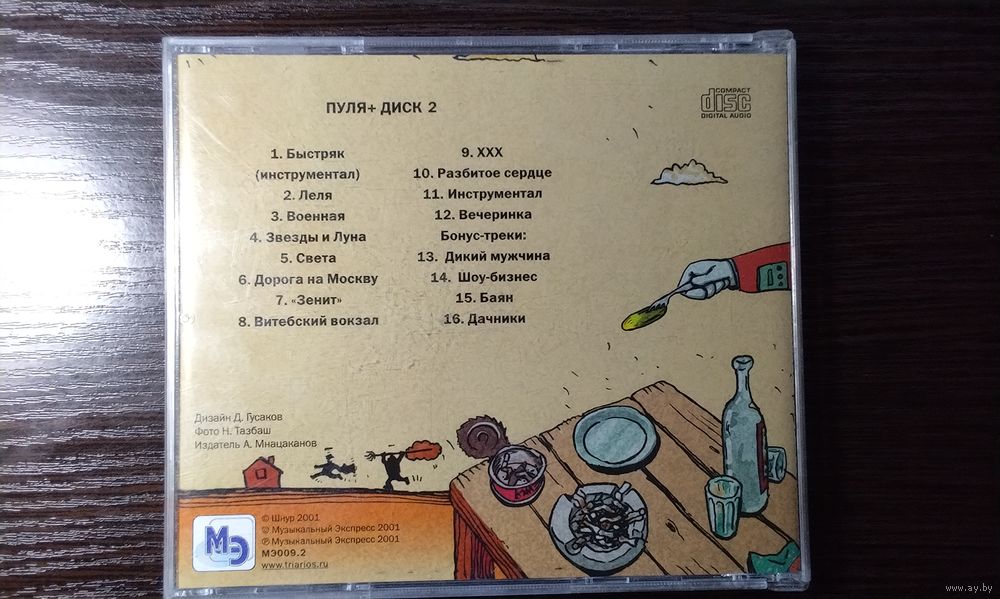 ПУЛЯ+ ДИСК 2
COMPACT
disc
DIGITAL AUDIO
1. Быстряк
(инструментал)
2. Леля
3. Военная
4. Звезды и Луна
5. Света
6. Дорога на Москву
7. «Зенит»
8. Витебский вокзал
9. ХХХ
10. Разбитое сердце
11. Инструментал
12. Вечеринка
Бонус-треки:
13. Дикий мужчина
14. Шоу-бизнес
15. Баян
16. Дачники
Дизайн Д. Гусаков
Фото Н. Тазбаш
Издатель А. Мнацаканов
МЭ
© Шнур 2001
© Музыкальный Экспресс 2001
℗ Музыкальный Экспресс 2001
МЭ009.2
www.triarios.ru
www.ay.by